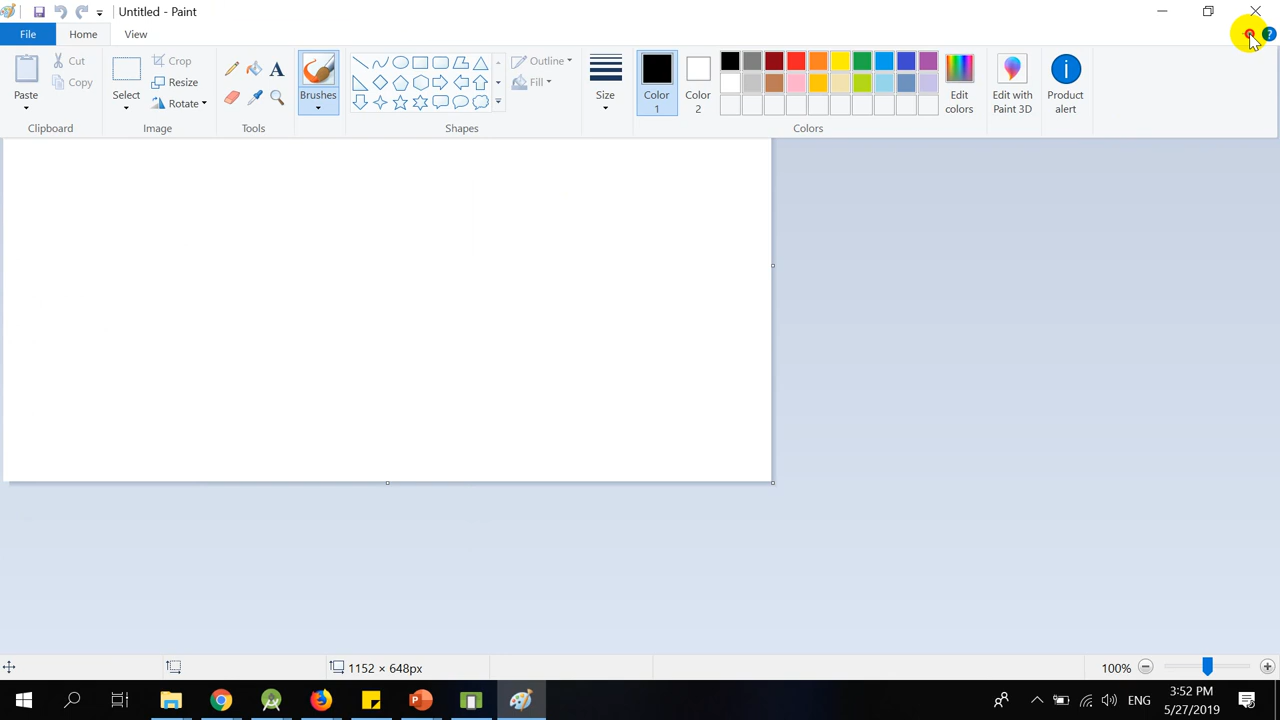 Untitled - Paint
File Home View
Paste
Cut
Copy
Clipboard
Select
Crop
Resize
Rotate
Image
A
Tools
Brushes
Shapes
Outline
Fill
Size
Color 1
Color 2
Colors
Edit colors
Edit with Paint 3D
Product alert
?
1152 × 648px
100%
ENG
3:52 PM
5/27/2019